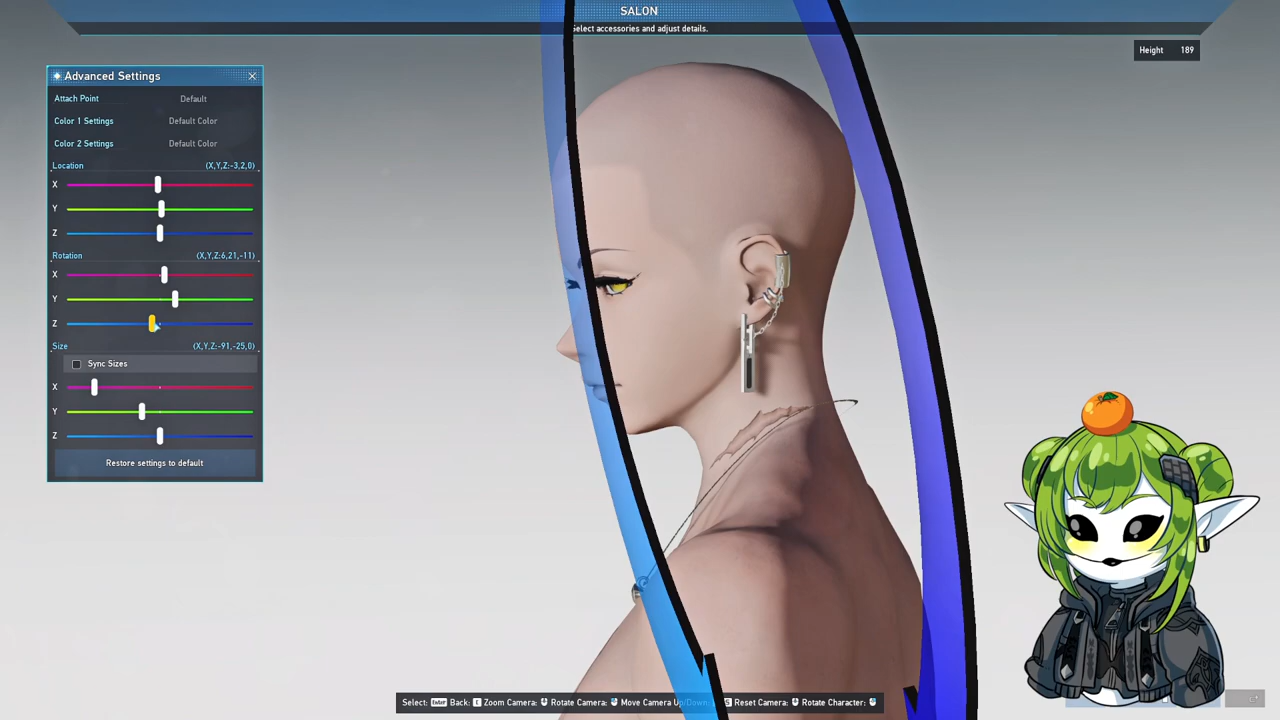 SALON
Select accessories and adjust details.
Height 189
Advanced Settings
Attach Point Default
Color 1 Settings Default Color
Color 2 Settings Default Color
Location (X,Y,Z:-3,2,0)
X
Y
Z
Rotation (X,Y,Z:6,21,-11)
X
Y
Z
Size (X,Y,Z:-91,-25,0)
Sync Sizes
X
Y
Z
Restore settings to default
Select: Enter Back: Zoom Camera: Rotate Camera: Move Camera Up/Down: Reset Camera: Rotate Character: